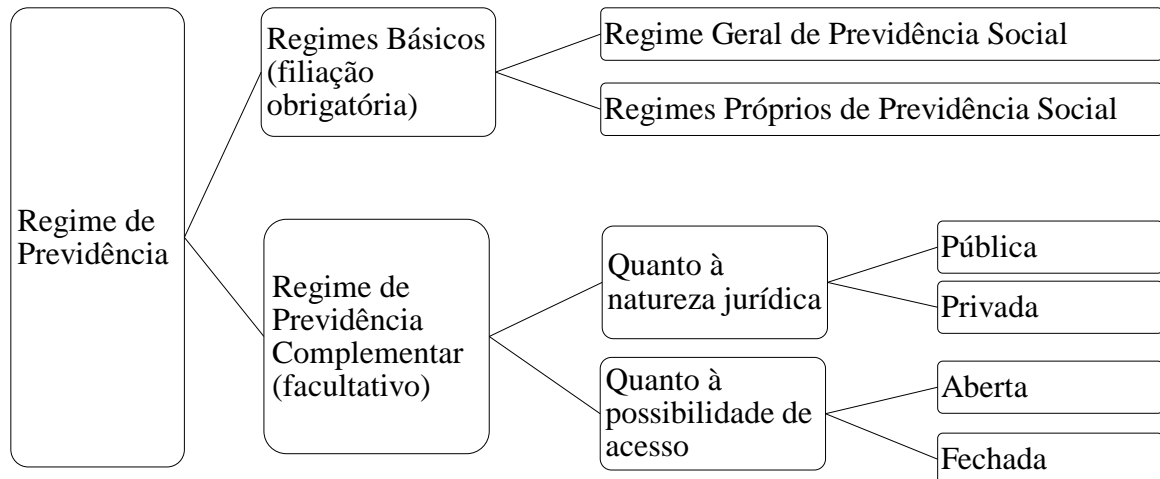 Regime de
Previdência
Regimes Básicos
(filiação
obrigatória)
Regime Geral de Previdência Social
Regimes Próprios de Previdência Social
Regime de
Previdência
Complementar
(facultativo)
Quanto à
natureza jurídica
Pública
Privada
Quanto à
possibilidade de
acesso
Aberta
Fechada